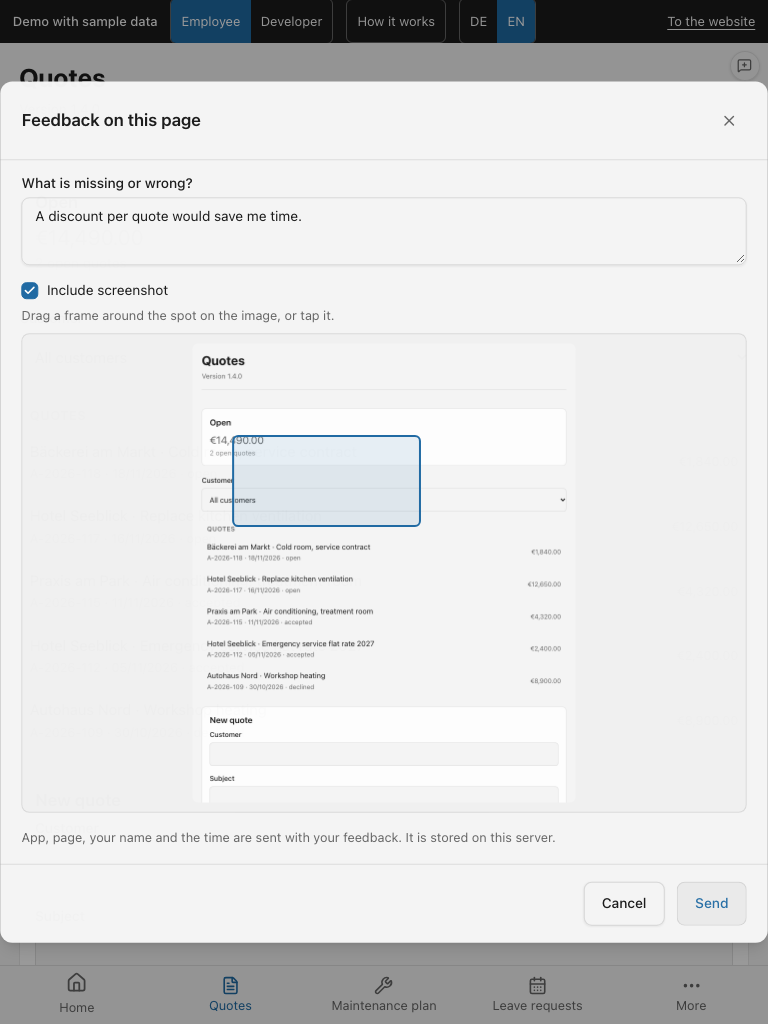 Demo with sample data Employee Developer How it works DE EN To the website
Quotes
Feedback on this page
What is missing or wrong?
A discount per quote would save me time.
Include screenshot
Drag a frame around the spot on the image, or tap it.
Quotes
Version 1.4.0
Open
€14,490.00
2 open quotes
Customer
All customers
QUOTES
Bäckerei am Markt · Cold room, service contract
A-2026-118 · 18/11/2026 · open
€1,840.00
Hotel Seeblick · Replace kitchen ventilation
A-2026-117 · 16/11/2026 · open
€12,650.00
Praxis am Park · Air conditioning, treatment room
A-2026-115 · 11/11/2026 · accepted
€4,320.00
Hotel Seeblick · Emergency service flat rate 2027
A-2026-112 · 05/11/2026 · accepted
€2,400.00
Autohaus Nord · Workshop heating
A-2026-109 · 30/10/2026 · declined
€8,900.00
New quote
Customer
Subject
App, page, your name and the time are sent with your feedback. It is stored on this server.
Cancel Send
Home Quotes Maintenance plan Leave requests More